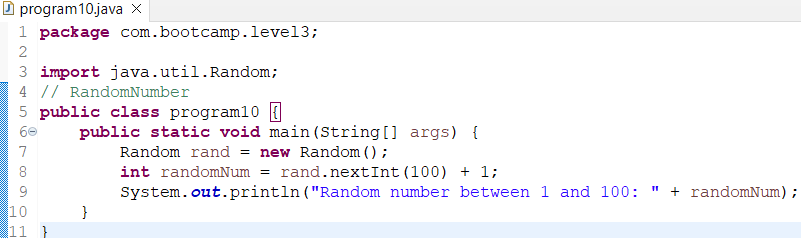 program10.java
1 package com.bootcamp.level3;
2
3 import java.util.Random;
4 // RandomNumber
5 public class program10 {
6 public static void main(String[] args) {
7 Random rand = new Random();
8 int randomNum = rand.nextInt(100) + 1;
9 System.out.println("Random number between 1 and 100: " + randomNum);
10 }
11 }